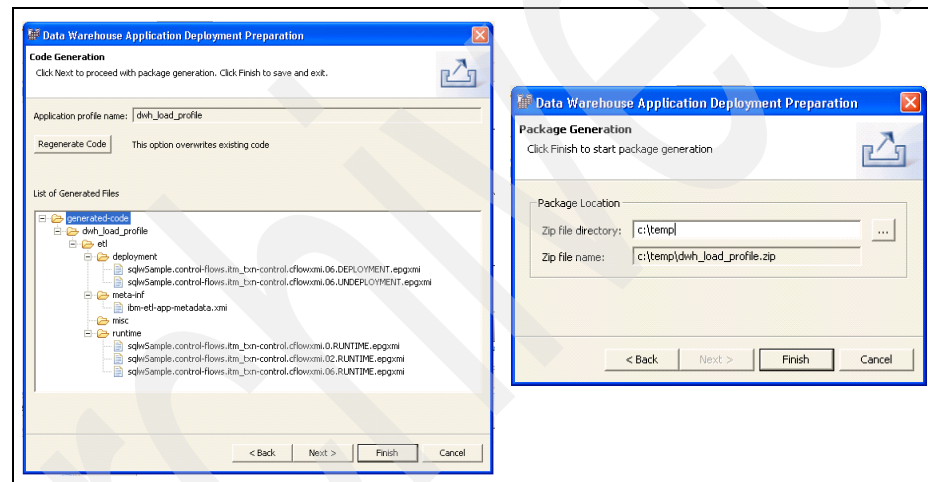 Data Warehouse Application Deployment Preparation
Code Generation
Click Next to proceed with package generation. Click Finish to save and exit.
Application profile name: dwh_load_profile
Regenerate Code This option overwrites existing code
List of Generated Files
generated-code
dwh_load_profile
etl
deployment
sqlwSample.control-flows.itm_txn-control.cflowxmi.06.DEPLOYMENT.epgxmi
sqlwSample.control-flows.itm_txn-control.cflowxmi.06.UNDEPLOYMENT.epgxmi
meta-inf
ibm-etl-app-metadata.xmi
misc
runtime
sqlwSample.control-flows.itm_txn-control.cflowxmi.0.RUNTIME.epgxmi
sqlwSample.control-flows.itm_txn-control.cflowxmi.02.RUNTIME.epgxmi
sqlwSample.control-flows.itm_txn-control.cflowxmi.06.RUNTIME.epgxmi
< Back Next > Finish Cancel
Data Warehouse Application Deployment Preparation
Package Generation
Click Finish to start package generation
Package Location
Zip file directory: c:\temp ...
Zip file name: c:\temp\dwh_load_profile.zip
< Back Next > Finish Cancel